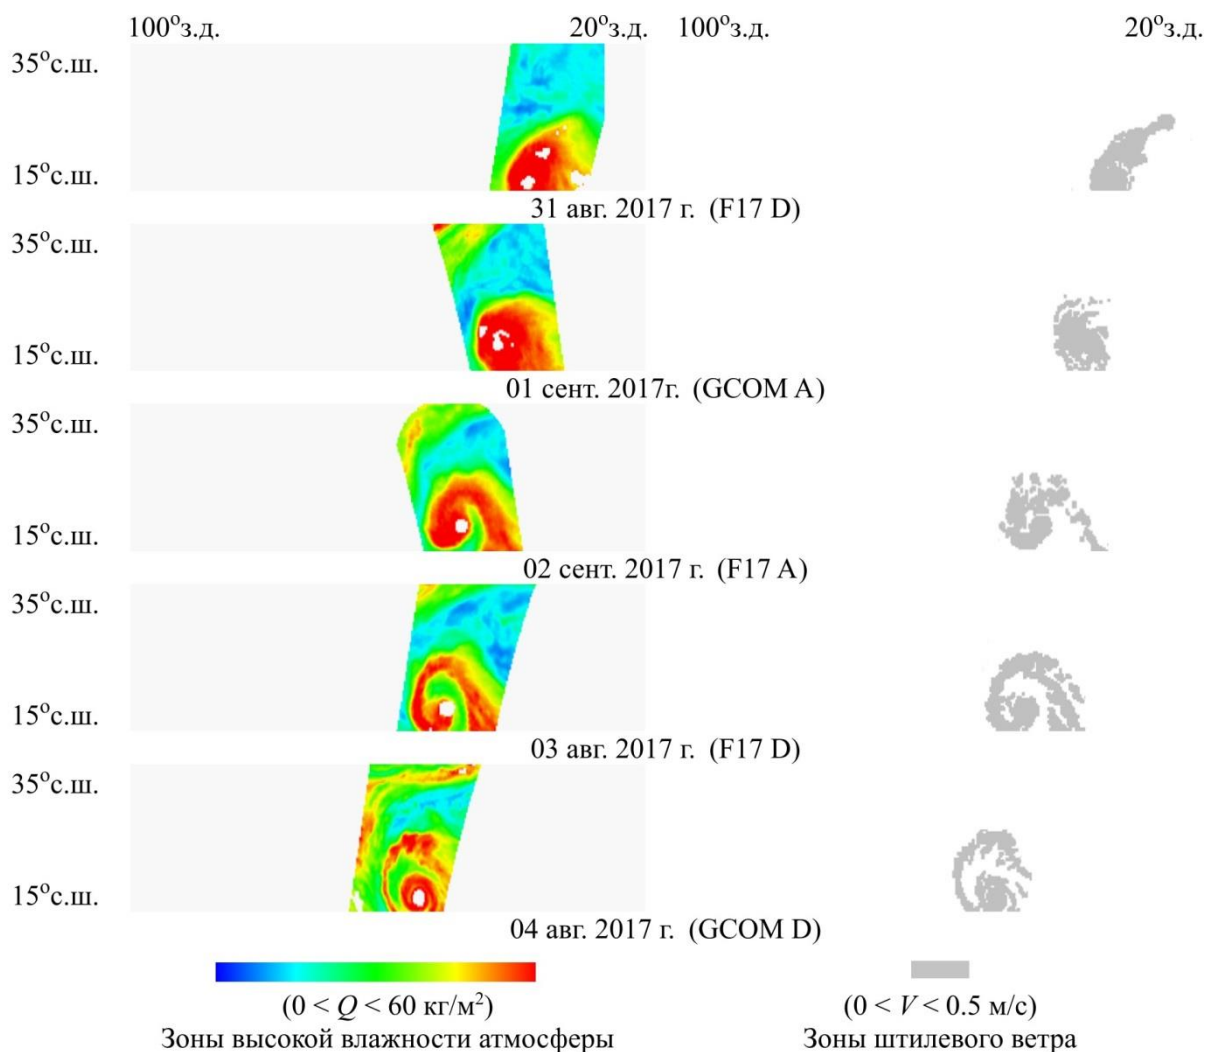 100°з.д. 20°з.д. 100°з.д. 20°з.д.
35°с.ш.
15°с.ш.
31 авг. 2017 г. (F17 D)
35°с.ш.
15°с.ш.
01 сент. 2017г. (GCOM A)
35°с.ш.
15°с.ш.
02 сент. 2017 г. (F17 A)
35°с.ш.
15°с.ш.
03 авг. 2017 г. (F17 D)
35°с.ш.
15°с.ш.
04 авг. 2017 г. (GCOM D)
(0 < Q < 60 кг/м²) (0 < V < 0.5 м/с)
Зоны высокой влажности атмосферы Зоны штилевого ветра